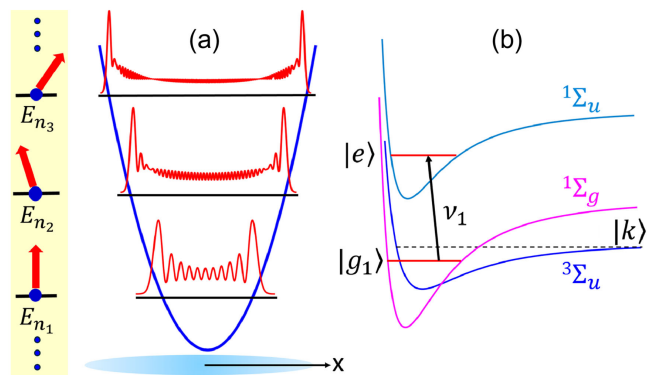 (a)
(b)
E_{n_3}
E_{n_2}
E_{n_1}
x
^1Σ_u
|e⟩
ν_1
^1Σ_g
|k⟩
|g_1⟩
^3Σ_u